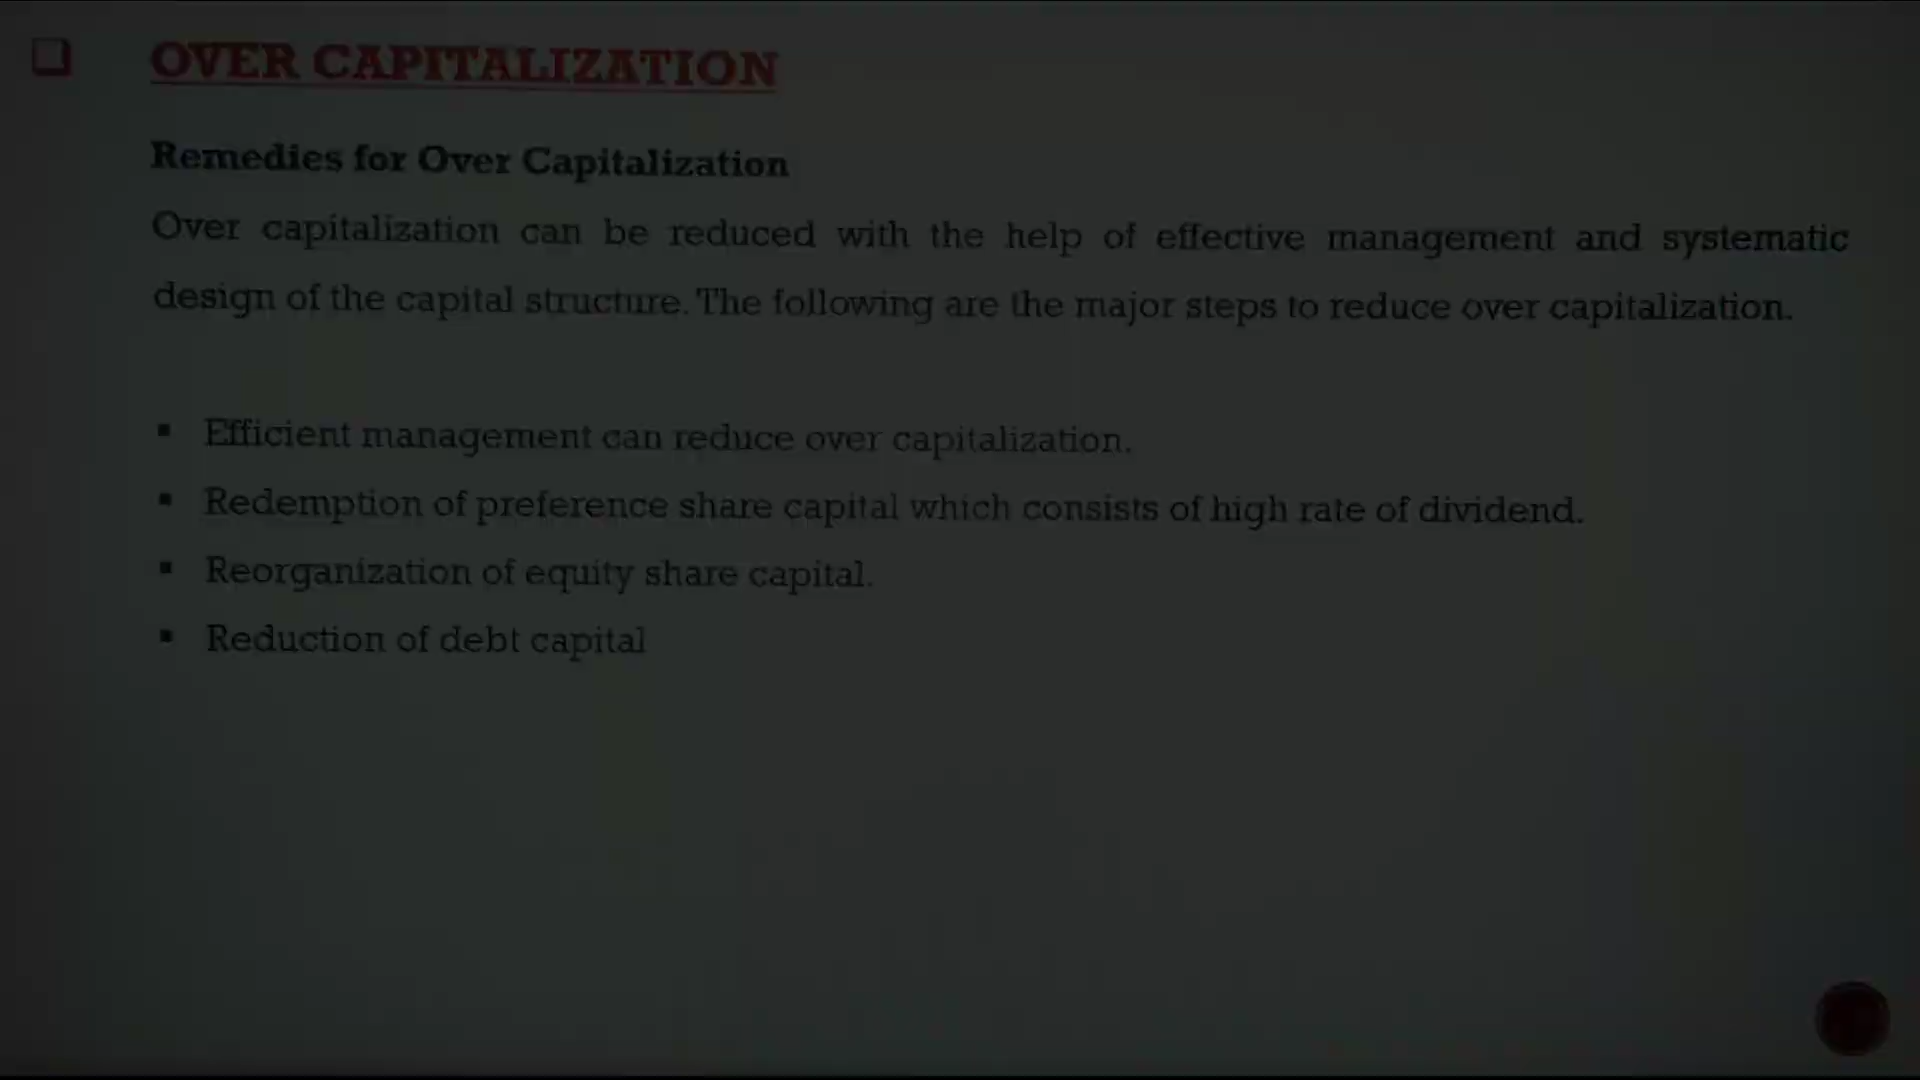 OVER CAPITALIZATION
Remedies for Over Capitalization
Over capitalization can be reduced with the help of effective management and systematic
design of the capital structure. The following are the major steps to reduce over capitalization.
▪ Efficient management can reduce over capitalization.
▪ Redemption of preference share capital which consists of high rate of dividend.
▪ Reorganization of equity share capital.
▪ Reduction of debt capital